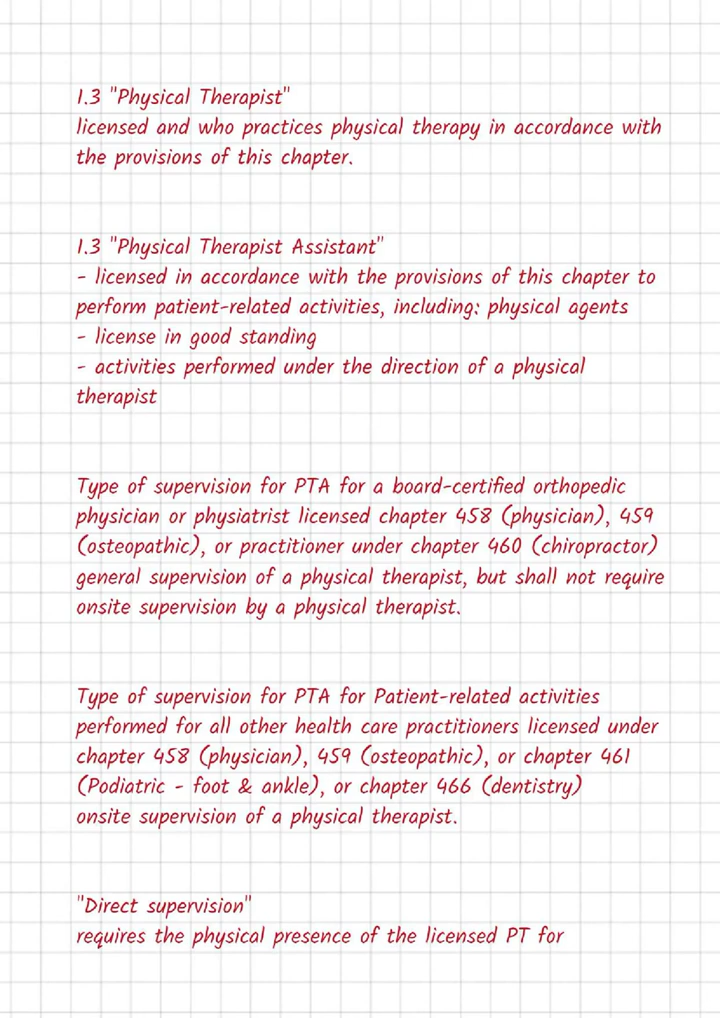 1.3 "Physical Therapist"
licensed and who practices physical therapy in accordance with
the provisions of this chapter.
1.3 "Physical Therapist Assistant"
- licensed in accordance with the provisions of this chapter to
perform patient-related activities, including: physical agents
- license in good standing
- activities performed under the direction of a physical
therapist
Type of supervision for PTA for a board-certified orthopedic
physician or physiatrist licensed chapter 458 (physician), 459
(osteopathic), or practitioner under chapter 460 (chiropractor)
general supervision of a physical therapist, but shall not require
onsite supervision by a physical therapist.
Type of supervision for PTA for Patient-related activities
performed for all other health care practitioners licensed under
chapter 458 (physician), 459 (osteopathic), or chapter 461
(Podiatric - foot & ankle), or chapter 466 (dentistry)
onsite supervision of a physical therapist.
"Direct supervision"
requires the physical presence of the licensed PT for